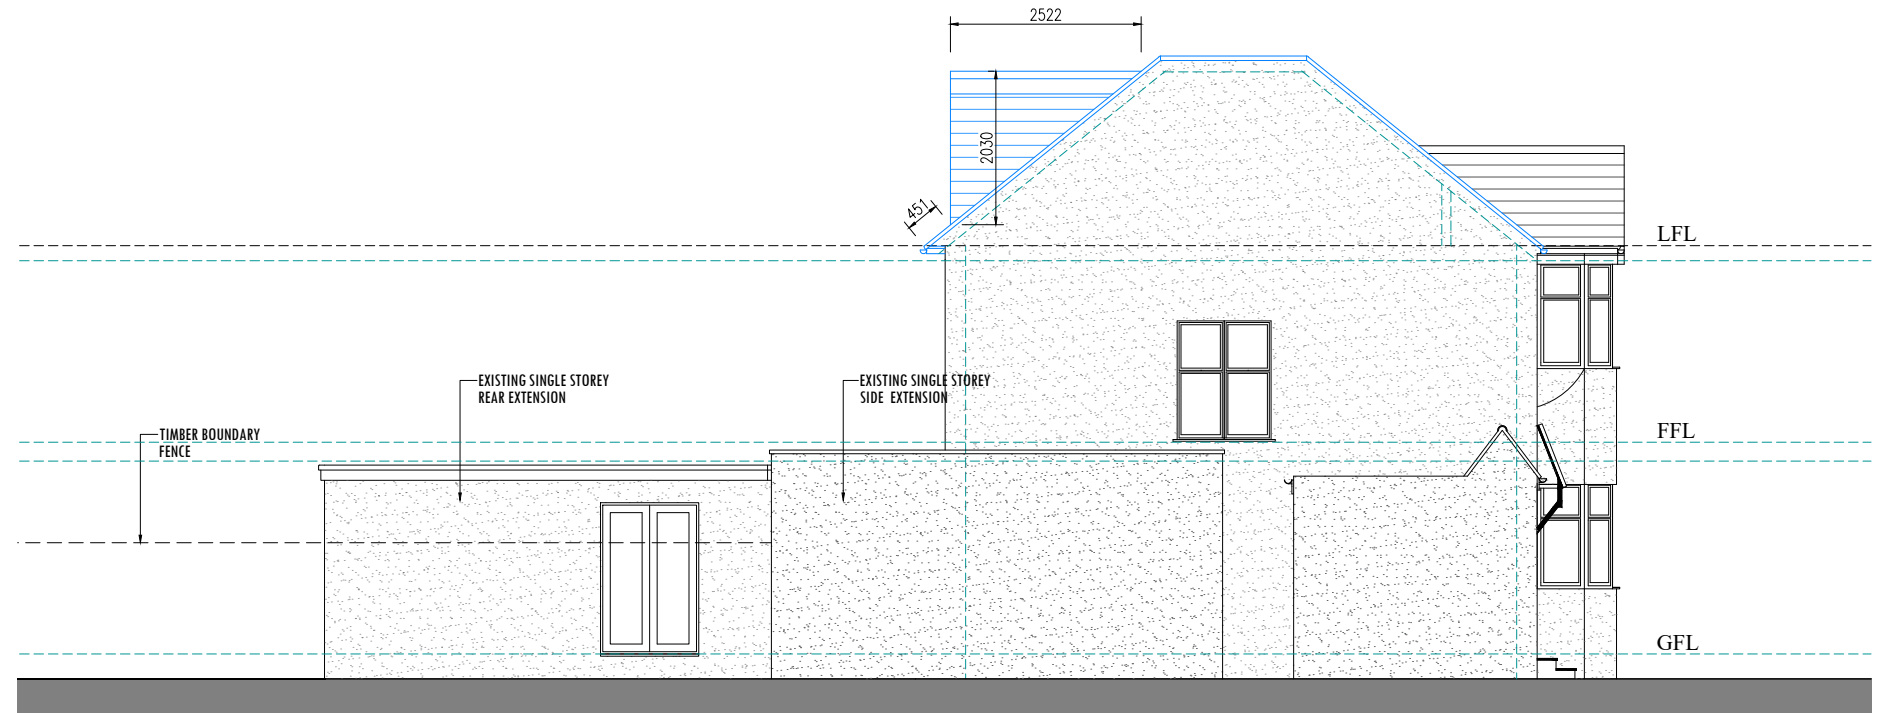 2522
2030
451
LFL
EXISTING SINGLE STOREY
REAR EXTENSION
EXISTING SINGLE STOREY
SIDE EXTENSION
TIMBER BOUNDARY
FENCE
FFL
GFL